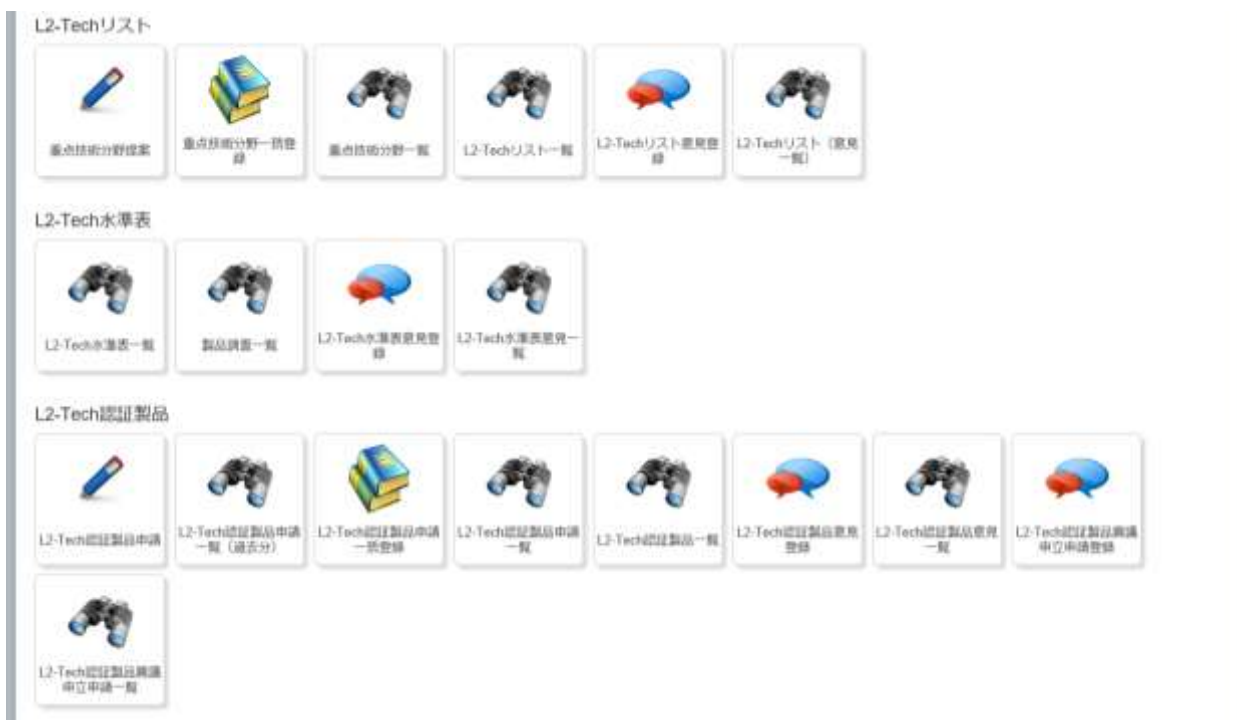 L2-Techリスト
重点技術分野提案
重点技術分野一括登
録
重点技術分野一覧
L2-Techリスト一覧
L2-Techリスト意見登
録
L2-Techリスト（意見
一覧）
L2-Tech水準表
L2-Tech水準表一覧
製品調査一覧
L2-Tech水準表意見登
録
L2-Tech水準表意見一
覧
L2-Tech認証製品
L2-Tech認証製品申請
L2-Tech認証製品申請
一覧（過去分）
L2-Tech認証製品申請
一括登録
L2-Tech認証製品申請
一覧
L2-Tech認証製品一覧
L2-Tech認証製品意見
登録
L2-Tech認証製品意見
一覧
L2-Tech認証製品異議
申立申請登録
L2-Tech認証製品異議
申立申請一覧